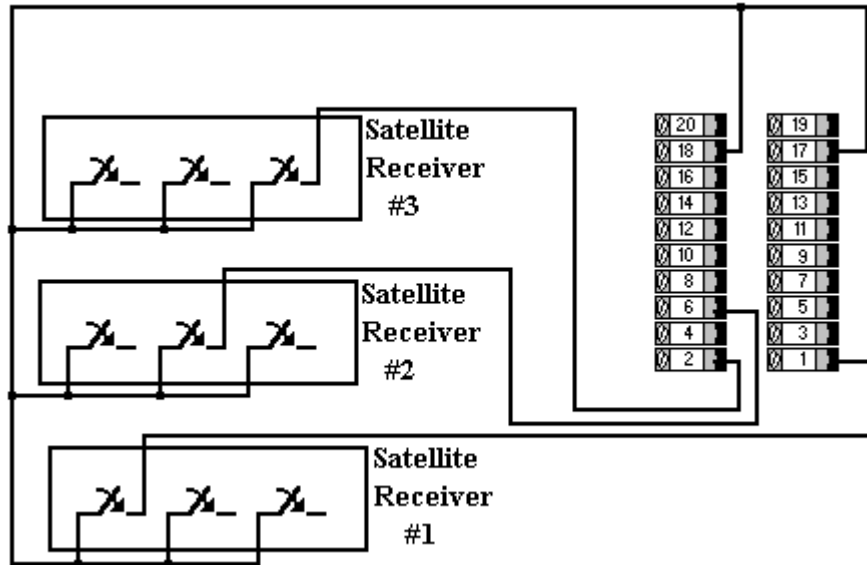 Satellite
Receiver
#3
Satellite
Receiver
#2
Satellite
Receiver
#1
20 19
18 17
16 15
14 13
12 11
10 9
8 7
6 5
4 3
2 1